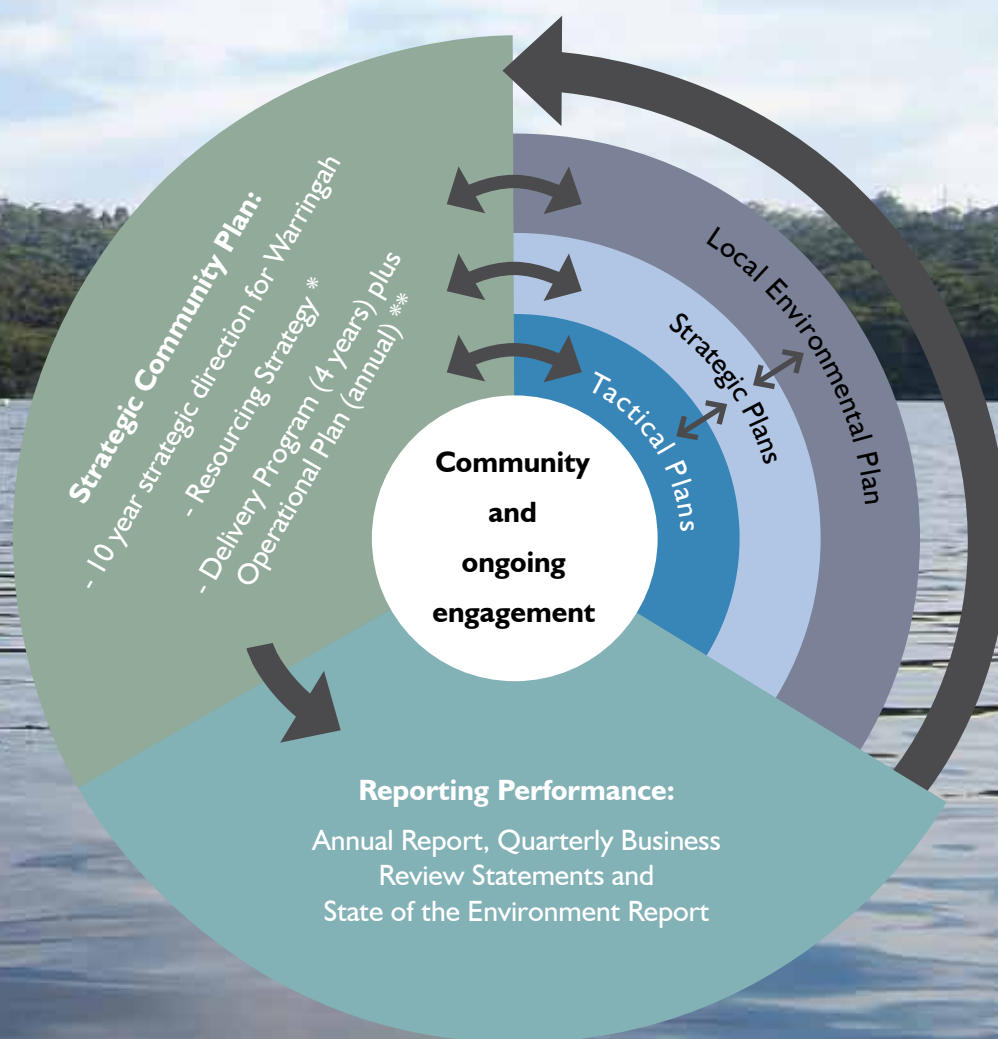 Strategic Community Plan:
- 10 year strategic direction for Warringah
- Resourcing Strategy *
- Delivery Program (4 years) plus
Operational Plan (annual) **
Local Environmental Plan
Strategic Plans
Tactical Plans
Community
and
ongoing
engagement
Reporting Performance:
Annual Report, Quarterly Business
Review Statements and
State of the Environment Report